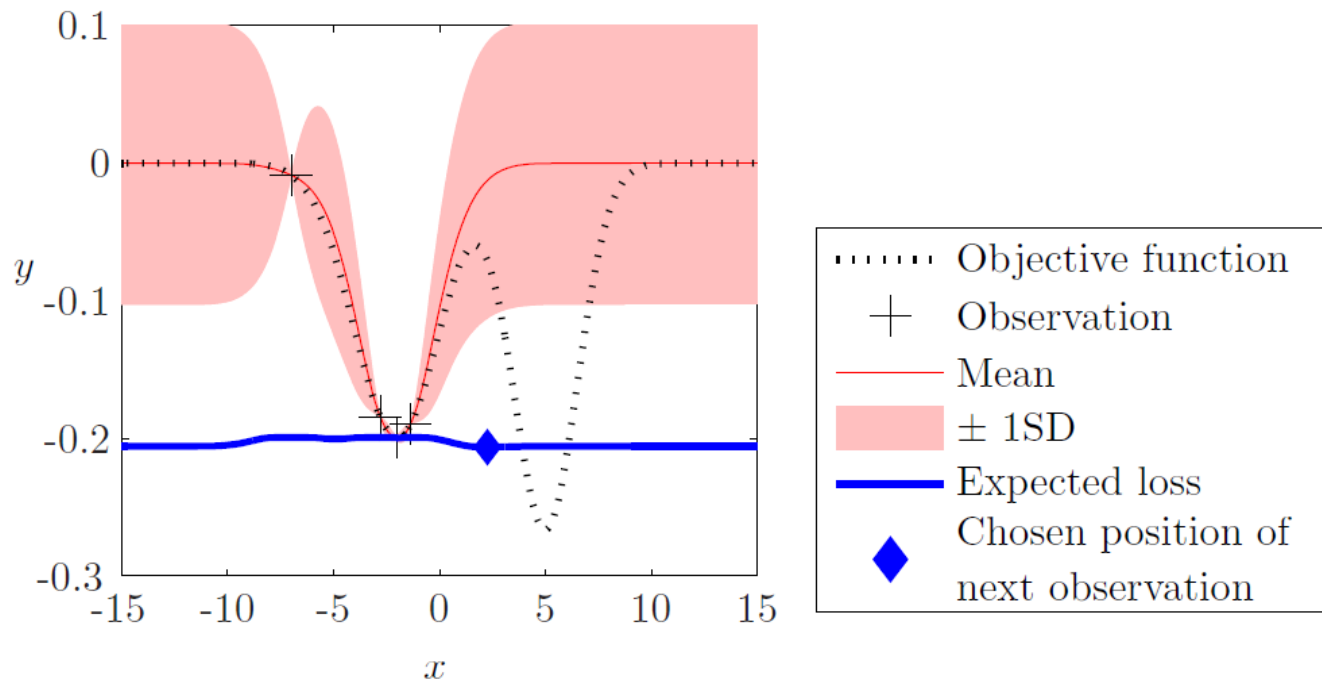 0.1
0
-0.1
-0.2
-0.3
y
-15
-10
-5
0
5
10
15
x
Objective function
Observation
Mean
± 1SD
Expected loss
Chosen position of
next observation